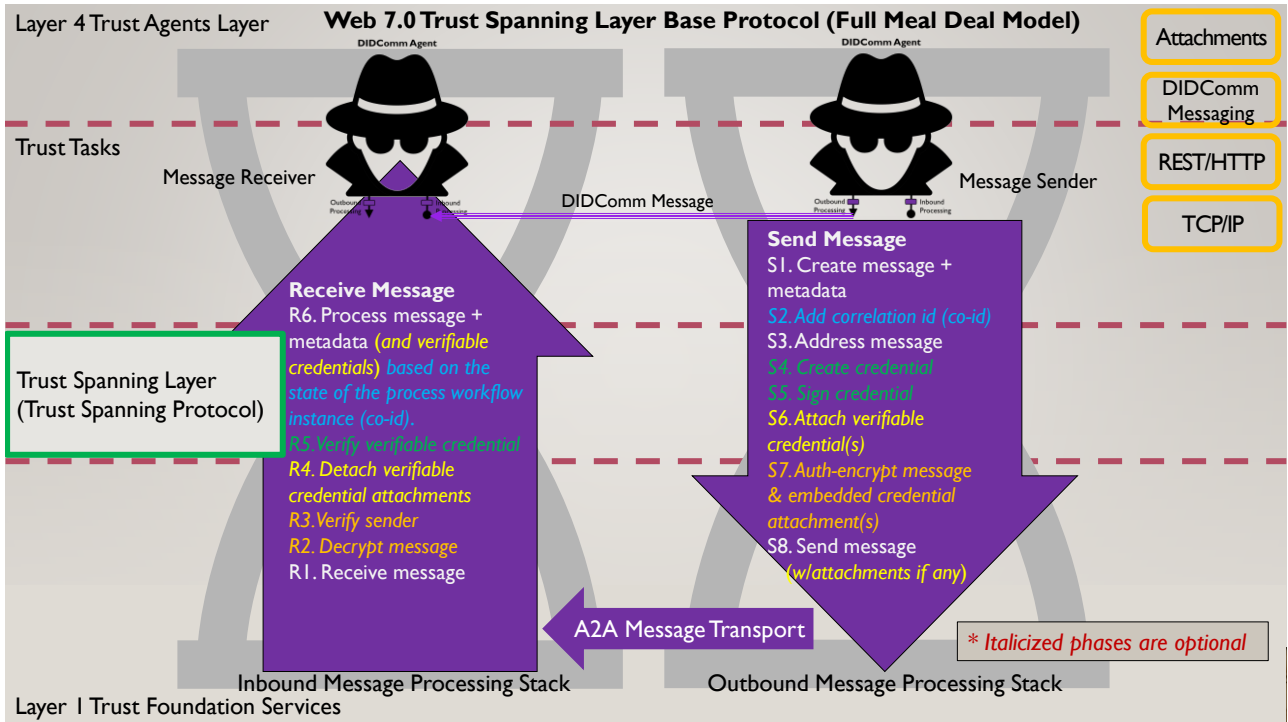 Layer 4 Trust Agents Layer
Web 7.0 Trust Spanning Layer Base Protocol (Full Meal Deal Model)
DIDComm Agent
DIDComm Agent
Attachments
DIDComm
Messaging
REST/HTTP
TCP/IP
Trust Tasks
Message Receiver
Message Sender
Outbound
Processing
Inbound
Processing
DIDComm Message
Outbound
Processing
Inbound
Processing
Receive Message
R6. Process message +
metadata (and verifiable
credentials) based on the
state of the process workflow
instance (co-id).
R5. Verify verifiable credential
R4. Detach verifiable
credential attachments
R3. Verify sender
R2. Decrypt message
R1. Receive message
Send Message
S1. Create message +
metadata
S2. Add correlation id (co-id)
S3. Address message
S4. Create credential
S5. Sign credential
S6. Attach verifiable
credential(s)
S7. Auth-encrypt message
& embedded credential
attachment(s)
S8. Send message
(w/attachments if any)
Trust Spanning Layer
(Trust Spanning Protocol)
A2A Message Transport
* Italicized phases are optional
Inbound Message Processing Stack
Outbound Message Processing Stack
Layer 1 Trust Foundation Services